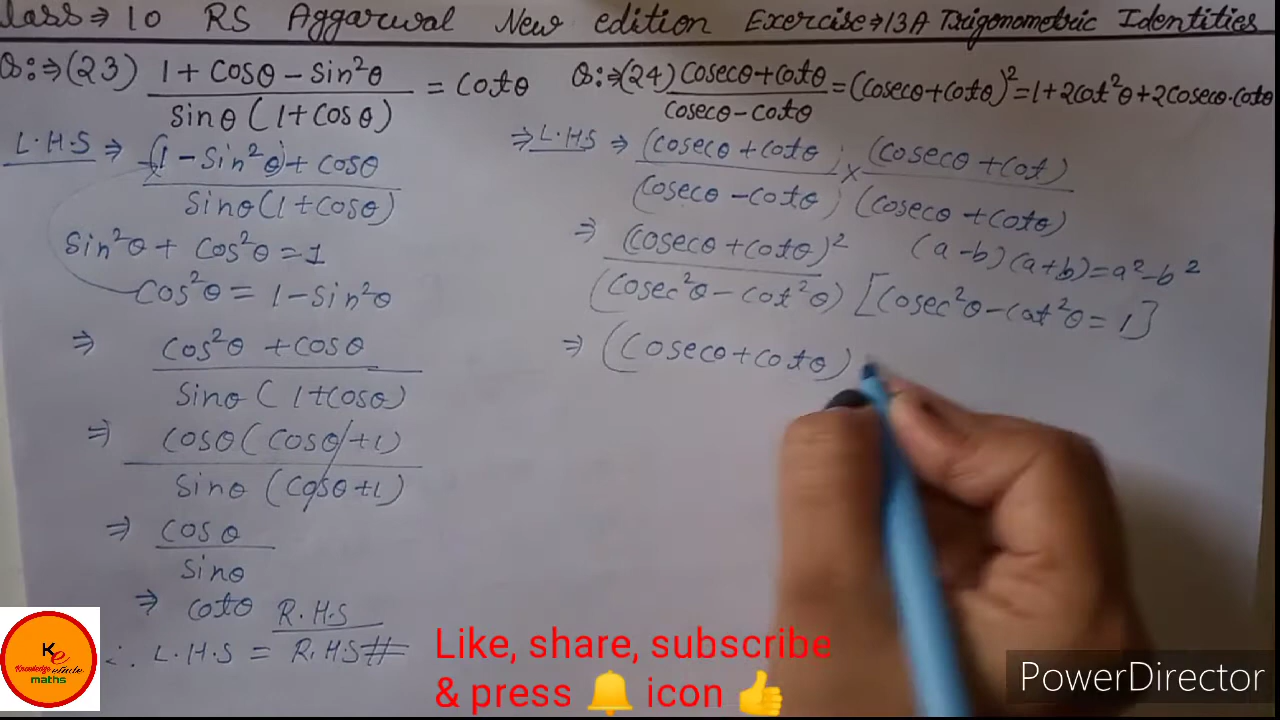 lass⇒ 10 RS Aggarwal New edition Exercise⇒13A Trigonometric Identities
Q:⇒(23) 1 + cosθ − sin²θ / sinθ (1 + cosθ) = cotθ
L.H.S ⇒ (1 − sin²θ) + cosθ / sinθ (1 + cosθ)
sin²θ + cos²θ = 1
cos²θ = 1 − sin²θ
⇒ cos²θ + cosθ / sinθ (1 + cosθ)
⇒ cosθ (cosθ + 1) / sinθ (cosθ + 1)
⇒ cosθ / sinθ
⇒ cotθ R.H.S
∴ L.H.S = R.H.S#
Q:⇒(24) cosecθ + cotθ / cosecθ − cotθ = (cosecθ + cotθ)² = 1 + 2cot²θ + 2cosecθ.cotθ
⇒ L.H.S ⇒ (cosecθ + cotθ) / (cosecθ − cotθ) × (cosecθ + cot) / (cosecθ + cotθ)
⇒ (cosecθ + cotθ)² / (cosec²θ − cot²θ)
(a − b) (a + b) = a² − b²
[cosec²θ − cot²θ = 1]
⇒ (cosecθ + cotθ)
Ke
Knowledge edule
maths
Like, share, subscribe
& press 🔔 icon 👍
PowerDirector